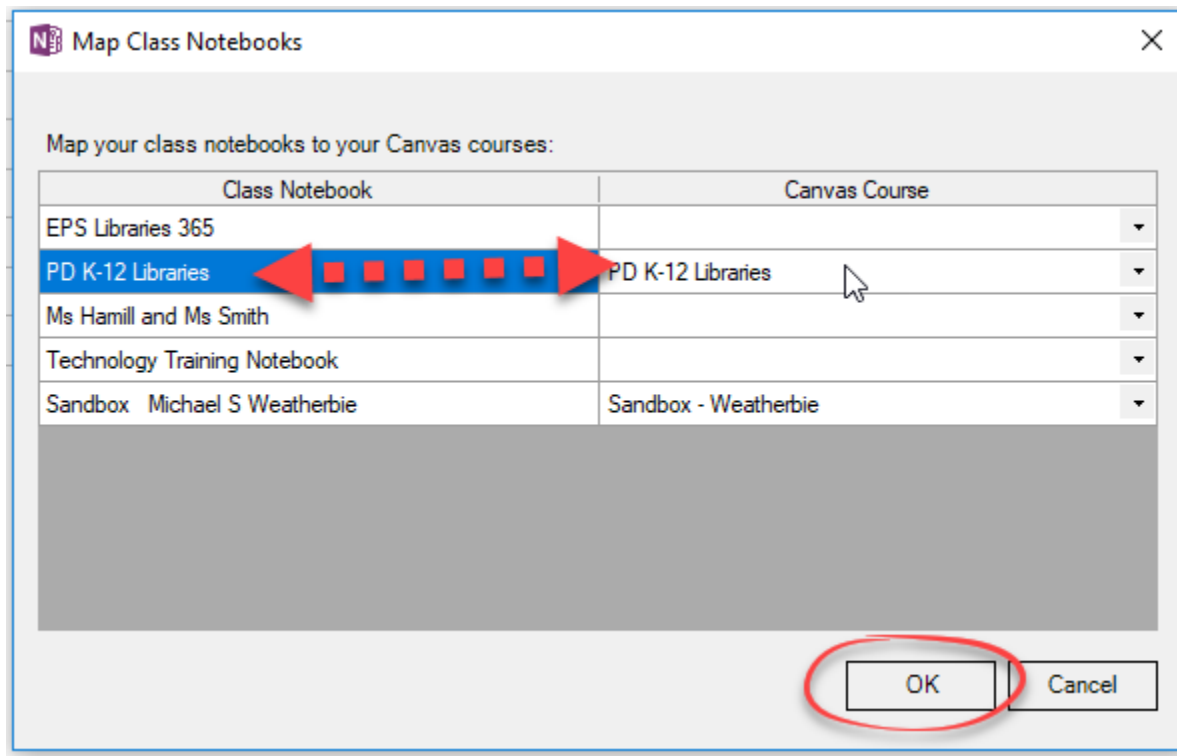 Map Class Notebooks
Map your class notebooks to your Canvas courses:
Class Notebook Canvas Course
EPS Libraries 365
PD K-12 Libraries PD K-12 Libraries
Ms Hamill and Ms Smith
Technology Training Notebook
Sandbox   Michael S Weatherbie Sandbox - Weatherbie
OK Cancel